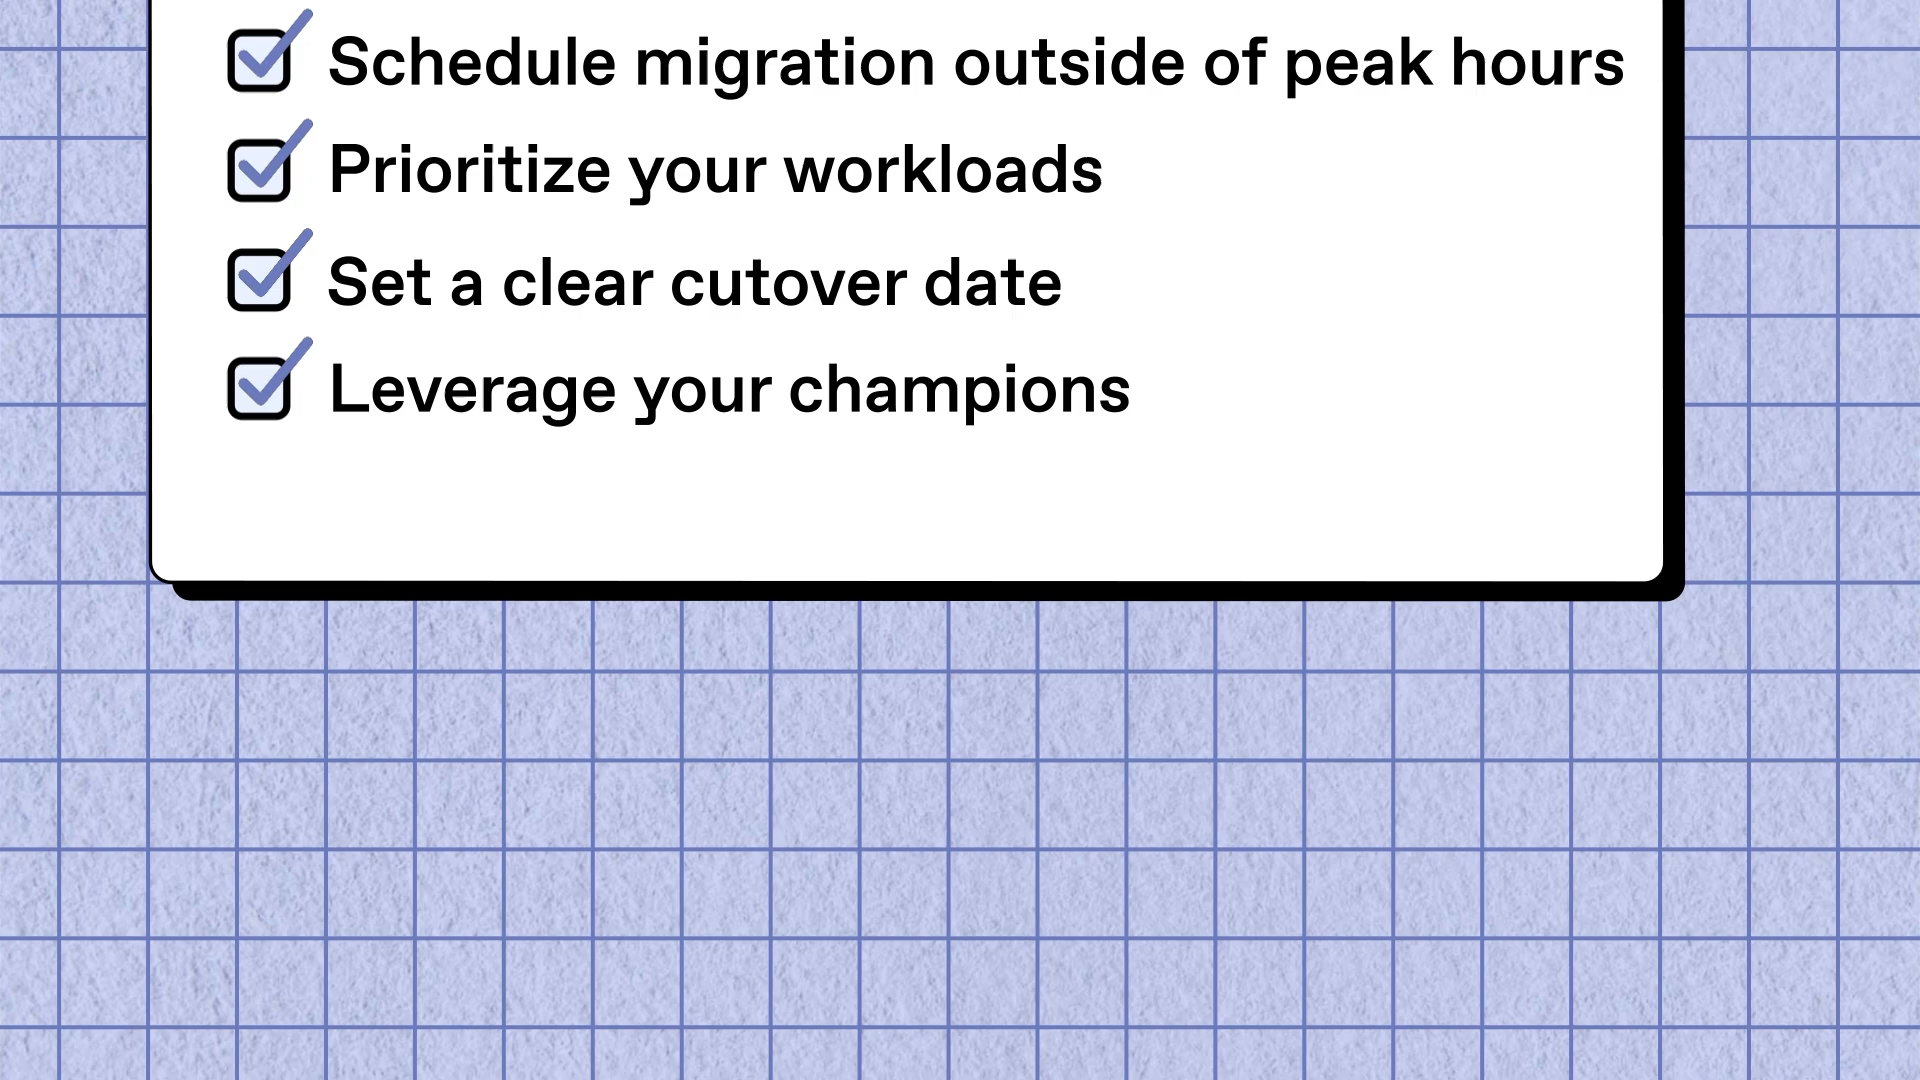 Schedule migration outside of peak hours
Prioritize your workloads
Set a clear cutover date
Leverage your champions